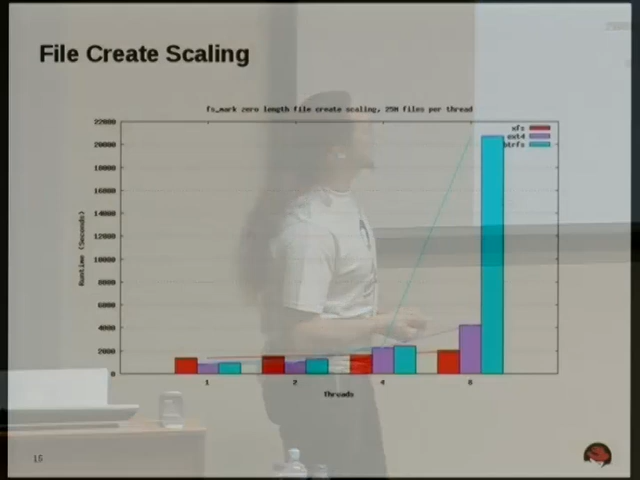 File Create Scaling
fs_mark zero length file create scaling, 25M files per thread
xfs
ext4
btrfs
22000
20000
18000
16000
14000
12000
10000
8000
6000
4000
2000
0
Runtime (Seconds)
1 2 4 8
threads
15